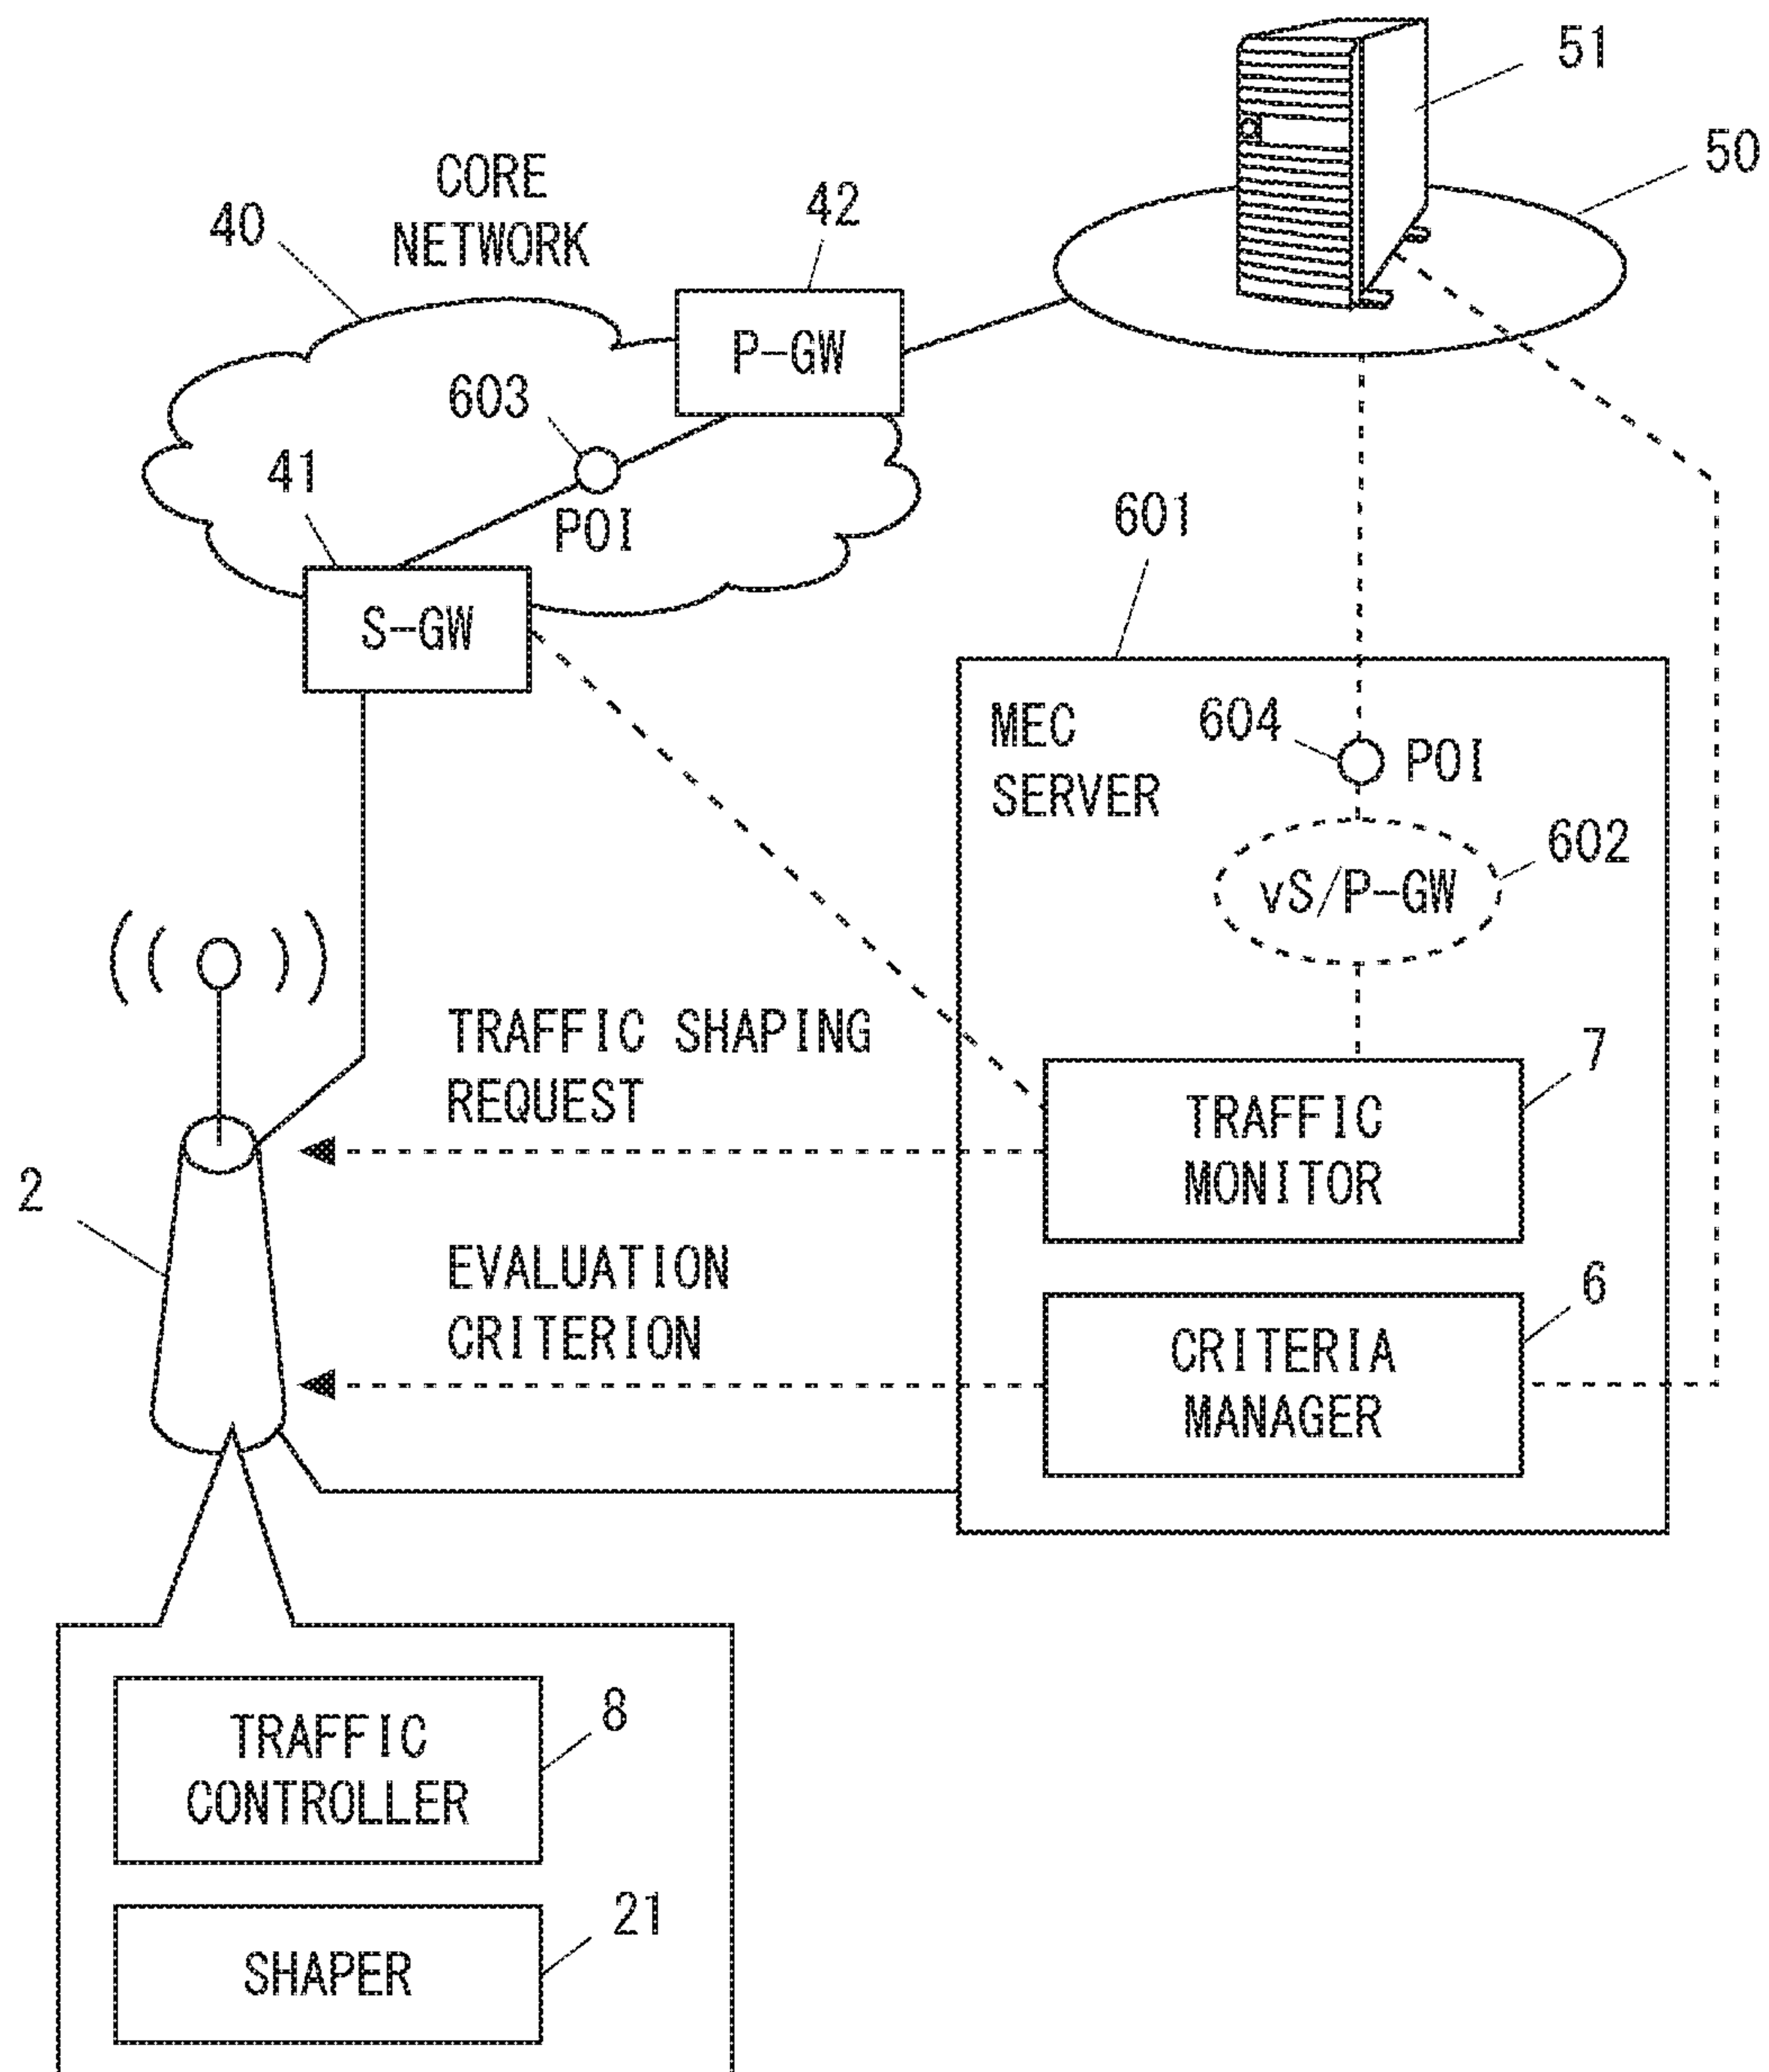 51
50
CORE
NETWORK
40
42
P-GW
603
41
POI
S-GW
601
MEC
SERVER
604
POI
602
vS/P-GW
TRAFFIC SHAPING
REQUEST
7
TRAFFIC
MONITOR
2
EVALUATION
CRITERION
6
CRITERIA
MANAGER
8
TRAFFIC
CONTROLLER
21
SHAPER